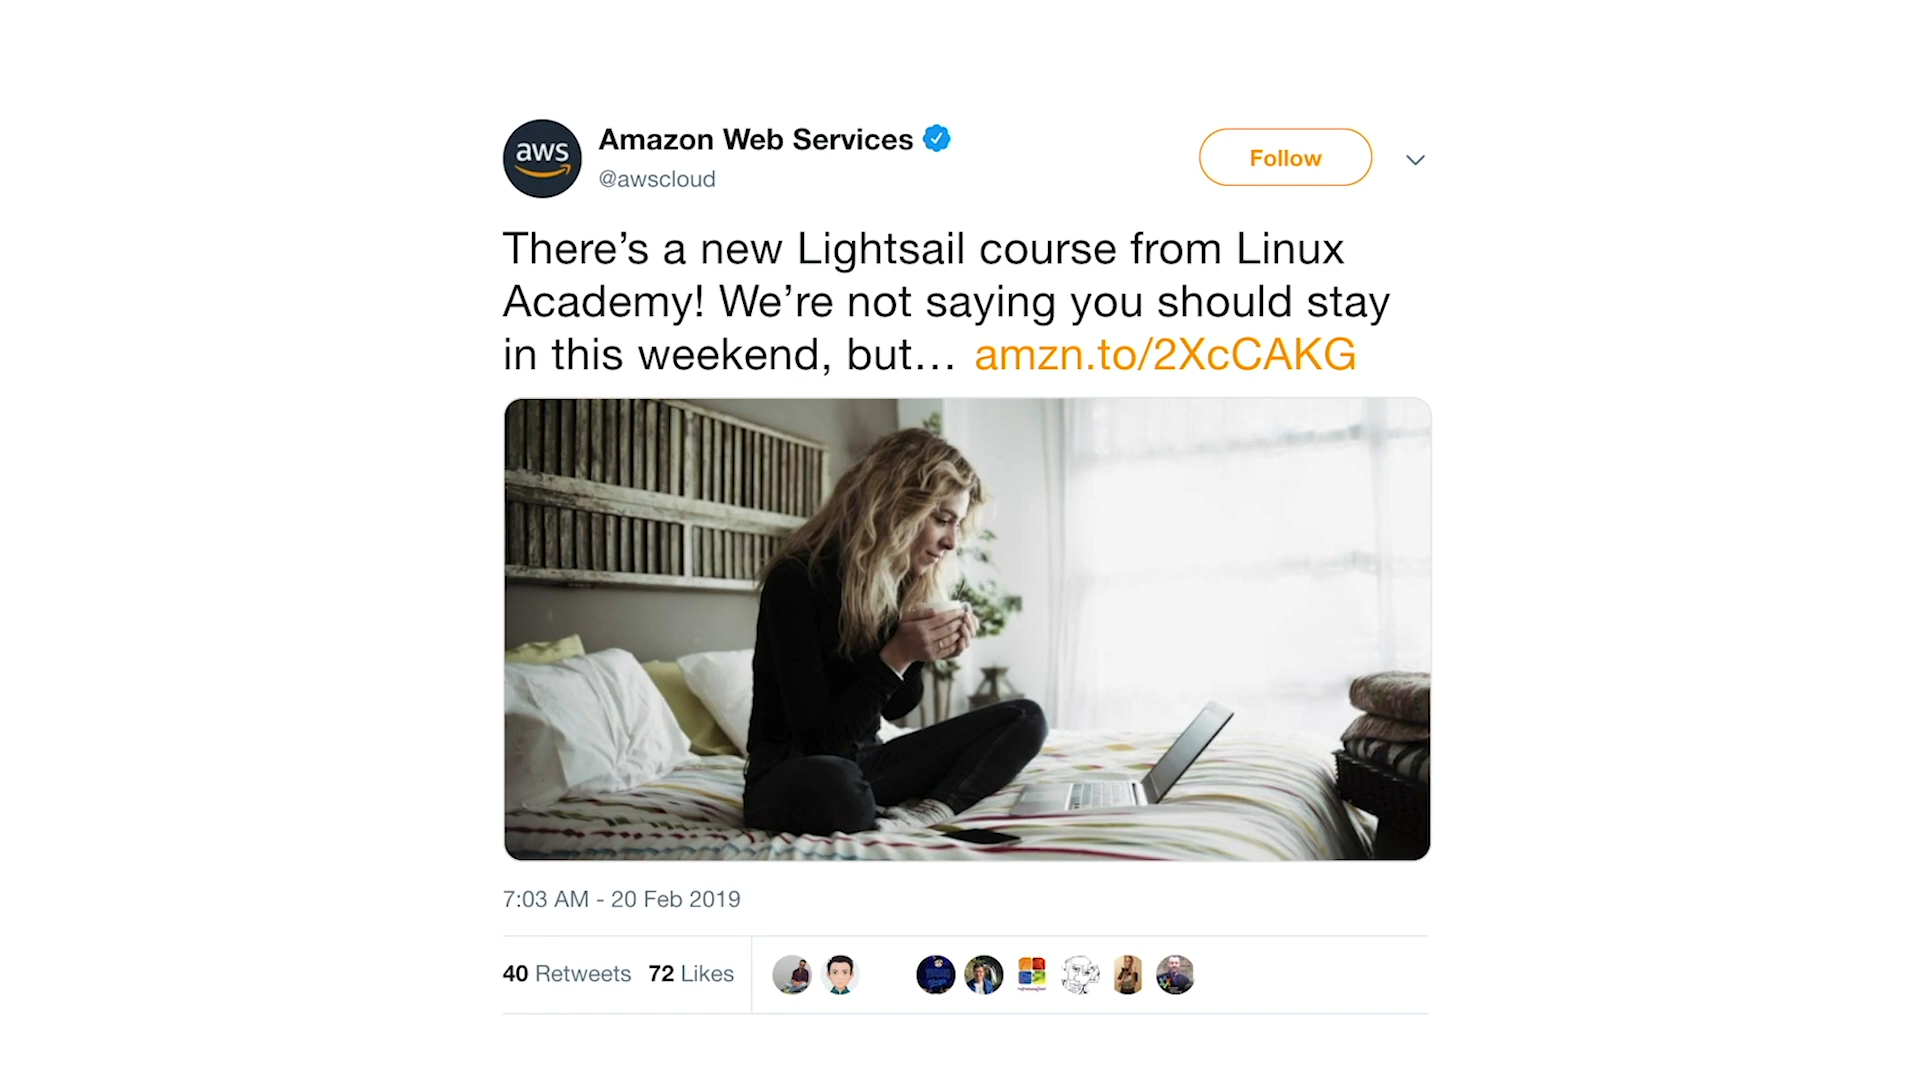 aws
Amazon Web Services
@awscloud
Follow
There’s a new Lightsail course from Linux
Academy! We’re not saying you should stay
in this weekend, but… amzn.to/2XcCAKG
7:03 AM - 20 Feb 2019
40 Retweets 72 Likes